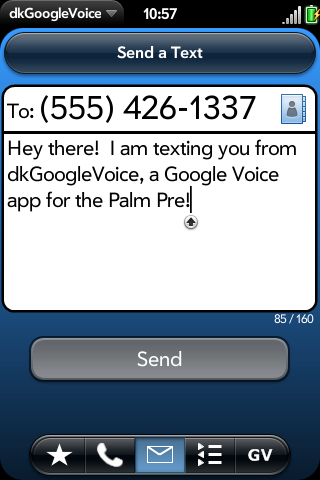 dkGoogleVoice 10:57
Send a Text
To: (555) 426-1337
Hey there!  I am texting you from
dkGoogleVoice, a Google Voice
app for the Palm Pre!
85 / 160
Send
GV